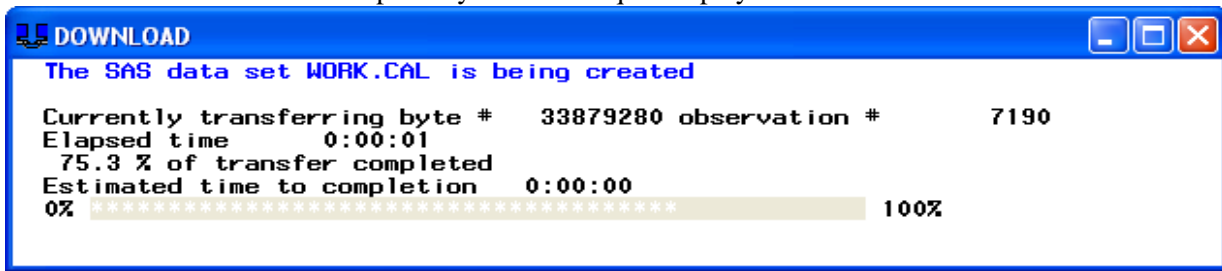 DOWNLOAD
The SAS data set WORK.CAL is being created
Currently transferring byte # 33879280 observation # 7190
Elapsed time 0:00:01
75.3 % of transfer completed
Estimated time to completion 0:00:00
0% ************************************** 100%